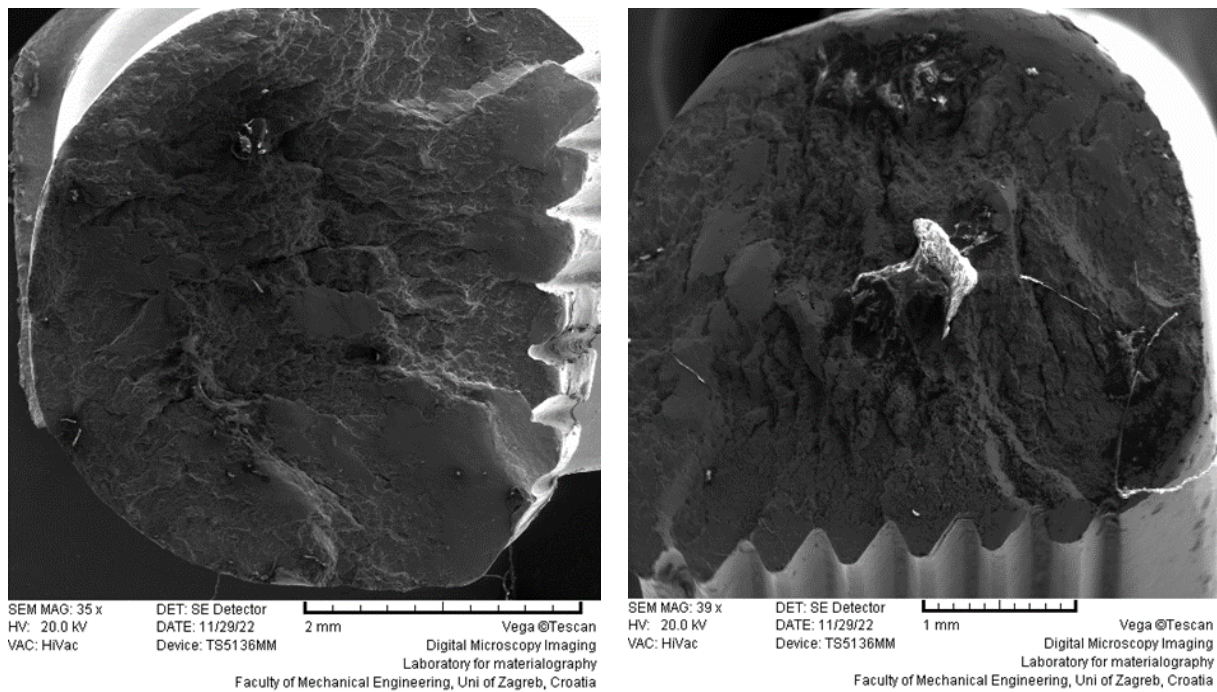 SEM MAG: 35 x DET: SE Detector
HV: 20.0 kV DATE: 11/29/22 2 mm Vega ©Tescan
VAC: HiVac Device: TS5136MM Digital Microscopy Imaging
Laboratory for materialography
Faculty of Mechanical Engineering, Uni of Zagreb, Croatia
SEM MAG: 39 x DET: SE Detector
HV: 20.0 kV DATE: 11/29/22 1 mm Vega ©Tescan
VAC: HiVac Device: TS5136MM Digital Microscopy Imaging
Laboratory for materialography
Faculty of Mechanical Engineering, Uni of Zagreb, Croatia